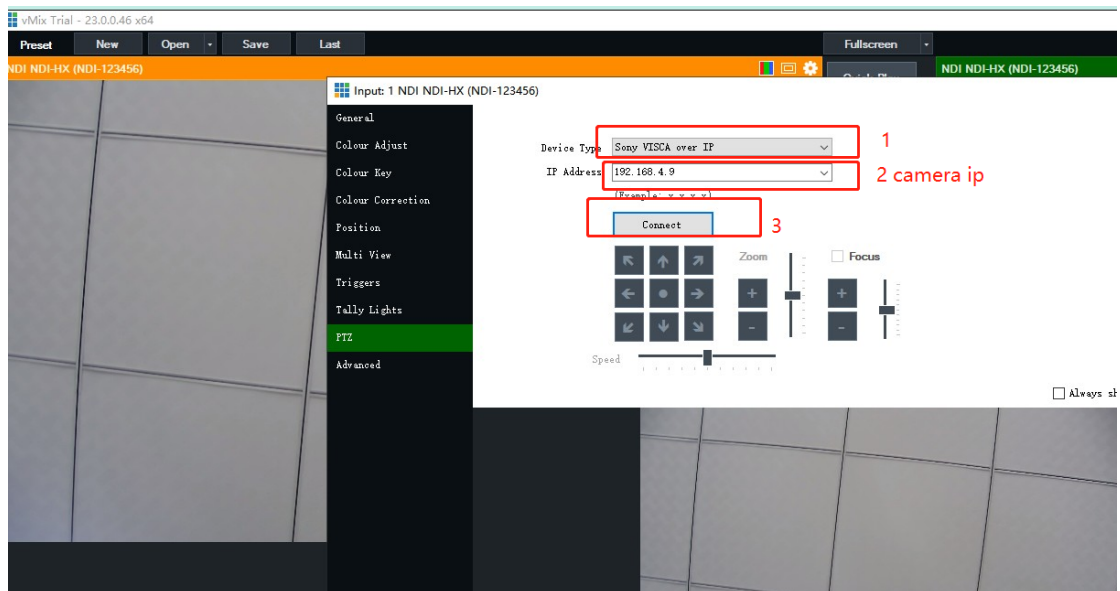 vMix Trial - 23.0.0.46 x64
Preset New Open Save Last Fullscreen
NDI NDI-HX (NDI-123456)
NDI NDI-HX (NDI-123456)
Input: 1 NDI NDI-HX (NDI-123456)
General
Colour Adjust
Colour Key
Colour Correction
Position
Multi View
Triggers
Tally Lights
PTZ
Advanced
Device Type Sony VISCA over IP 1
IP Address 192.168.4.9 2 camera ip
(Example: x.x.x.x)
Connect 3
Zoom Focus
+ +
- -
Speed
Always sh